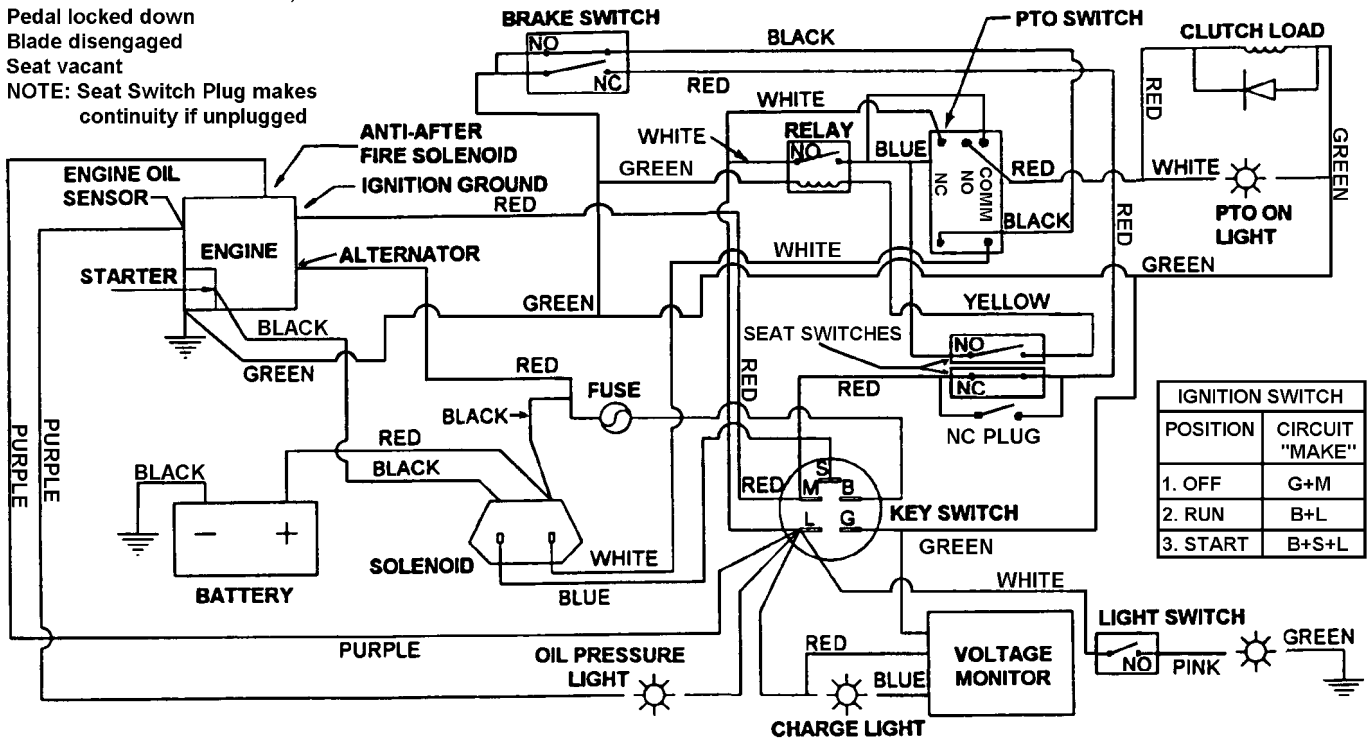 Pedal locked down
Blade disengaged
Seat vacant
NOTE: Seat Switch Plug makes
continuity if unplugged
BRAKE SWITCH
NO
NC
BLACK
RED
PTO SWITCH
CLUTCH LOAD
RED
GREEN
WHITE
WHITE
RELAY
NO
GREEN
BLUE
NC
NO
COMM
RED
WHITE
PTO ON
LIGHT
BLACK
RED
ANTI-AFTER
FIRE SOLENOID
ENGINE OIL
SENSOR
IGNITION GROUND
RED
ENGINE
ALTERNATOR
STARTER
WHITE
GREEN
GREEN
YELLOW
BLACK
GREEN
SEAT SWITCHES
NO
NC
RED
RED
RED
FUSE
BLACK
NC PLUG
PURPLE
PURPLE
RED
BLACK
BLACK
BATTERY
SOLENOID
WHITE
BLUE
RED
S
M
B
L
G
KEY SWITCH
GREEN
IGNITION SWITCH
POSITION CIRCUIT
"MAKE"
1. OFF G+M
2. RUN B+L
3. START B+S+L
WHITE
PURPLE
OIL PRESSURE
LIGHT
RED
BLUE
CHARGE LIGHT
VOLTAGE
MONITOR
LIGHT SWITCH
NO
PINK
GREEN